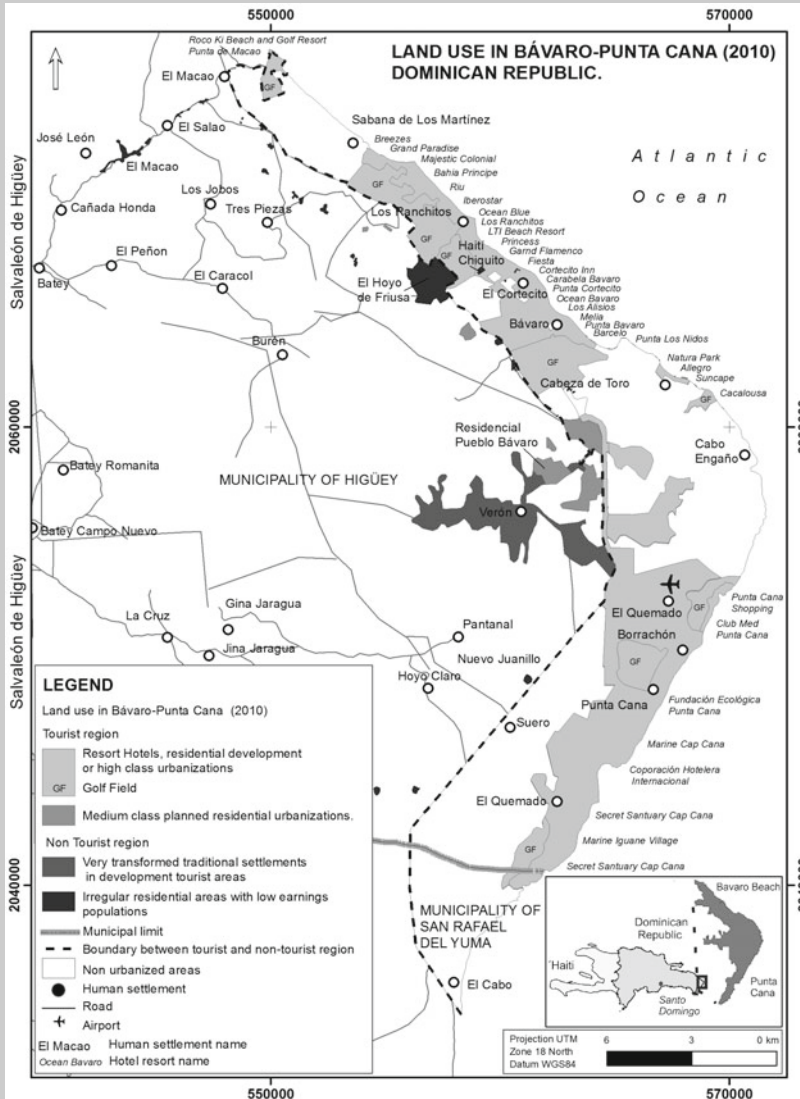 550000
570000
LAND USE IN BÁVARO-PUNTA CANA (2010)
DOMINICAN REPUBLIC.
Roco Ki Beach and Golf Resort
Punta de Macao
El Macao
GF
El Salao
José León
El Macao
Sabana de Los Martínez
Breezes
Grand Paradise
Majestic Colonial
Bahia Principe
Riu
Iberostar
Ocean Blue
Los Ranchitos
LTI Beach Resort
Princess
Garnd Flamenco
Fiesta
Cortecito Inn
Carabela Bavaro
Punta Cortecito
Ocean Bavaro
Los Alisios
Melia
Punta Bavaro
Barcelo
Punta Los Nidos
Natura Park
Allegro
Suncape
Cacalousa
Atlantic
Ocean
Salvaleón de Higüey
Cañada Honda
Los Jobos
Tres Piezas
Los Ranchitos
GF
GF
GF
Haiti
Chiquito
Batey
El Peñon
El Caracol
El Hoyo
de Friusa
El Cortecito
Bávaro
Burén
GF
Cabeza de Toro
GF
2060000
Residencial
Pueblo Bávaro
Cabo
Engaño
Batey Romanita
MUNICIPALITY OF HIGÜEY
Verón
Batey Campo Nuevo
Salvaleón de Higüey
El Quemado
GF
Punta Cana
Shopping
Club Med
Punta Cana
La Cruz
Gina Jaragua
Jina Jaragua
Pantanal
Nuevo Juanillo
Borrachón
GF
Hoyo Claro
Punta Cana
Fundación Ecológica
Punta Cana
Suero
Marine Cap Cana
Coporación Hotelera
Internacional
El Quemado
Secret Santuary Cap Cana
Marine Iguane Village
GF
Secret Santuary Cap Cana
2040000
MUNICIPALITY OF
SAN RAFAEL
DEL YUMA
El Cabo
LEGEND
Land use in Bávaro-Punta Cana (2010)
Tourist region
Resort Hotels, residential development
or high class urbanizations
GF Golf Field
Medium class planned residential urbanizations.
Non Tourist region
Very transformed traditional settlements
in development tourist areas
Irregular residential areas with low earnings
populations
Municipal limit
Boundary between tourist and non-tourist region
Non urbanized areas
Human settlement
Road
Airport
El Macao Human settlement name
Ocean Bavaro Hotel resort name
Bavaro Beach
Dominican
Republic
Haiti
Santo
Domingo
Punta
Cana
Projection UTM
Zone 18 North
Datum WGS84
6 3 0 km
550000
570000